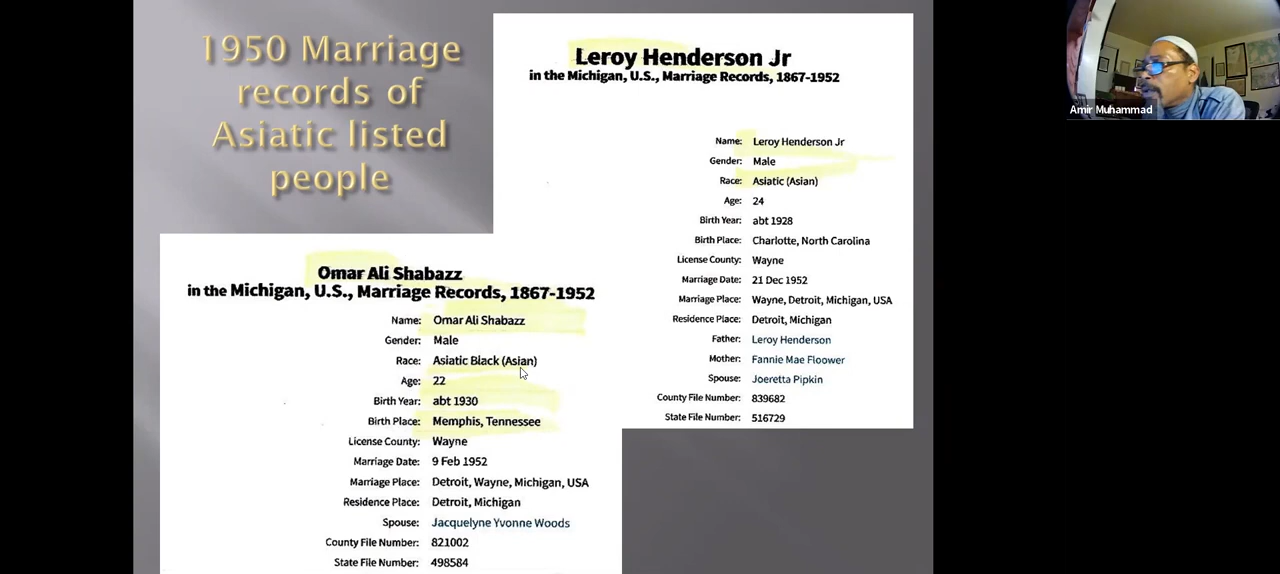 1950 Marriage
records of
Asiatic listed
people
Leroy Henderson Jr
in the Michigan, U.S., Marriage Records, 1867-1952
Name: Leroy Henderson Jr
Gender: Male
Race: Asiatic (Asian)
Age: 24
Birth Year: abt 1928
Birth Place: Charlotte, North Carolina
License County: Wayne
Marriage Date: 21 Dec 1952
Marriage Place: Wayne, Detroit, Michigan, USA
Residence Place: Detroit, Michigan
Father: Leroy Henderson
Mother: Fannie Mae Floower
Spouse: Joeretta Pipkin
County File Number: 839682
State File Number: 516729
Omar Ali Shabazz
in the Michigan, U.S., Marriage Records, 1867-1952
Name: Omar Ali Shabazz
Gender: Male
Race: Asiatic Black (Asian)
Age: 22
Birth Year: abt 1930
Birth Place: Memphis, Tennessee
License County: Wayne
Marriage Date: 9 Feb 1952
Marriage Place: Detroit, Wayne, Michigan, USA
Residence Place: Detroit, Michigan
Spouse: Jacquelyne Yvonne Woods
County File Number: 821002
State File Number: 498584
Amir Muhammad